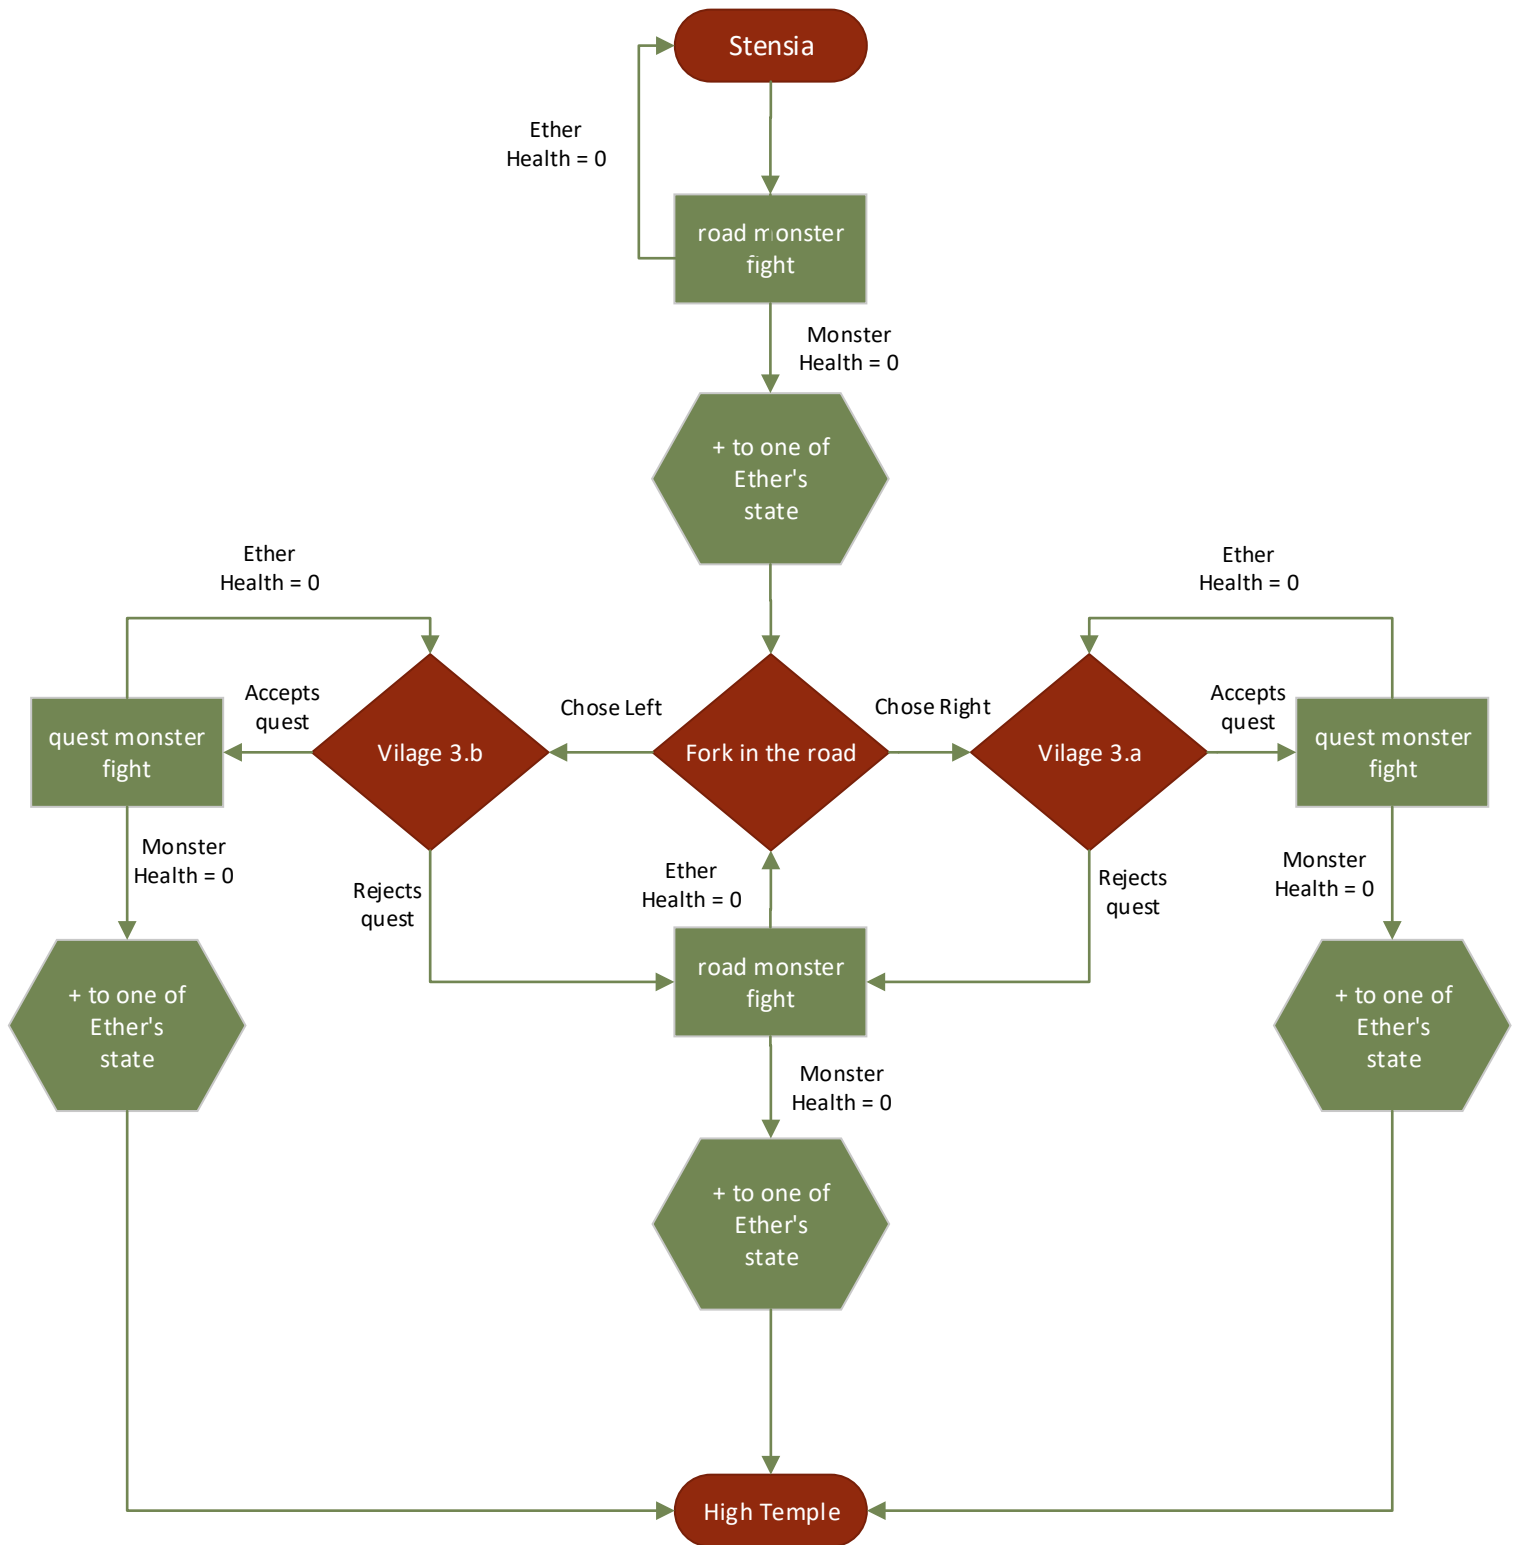 Stensia
Ether
Health = 0
road monster
fight
Monster
Health = 0
+ to one of
Ether's
state
Ether
Health = 0
Ether
Health = 0
quest monster
fight
Accepts
quest
Vilage 3.b
Chose Left
Fork in the road
Chose Right
Vilage 3.a
Accepts
quest
quest monster
fight
Monster
Health = 0
Rejects
quest
Ether
Health = 0
Rejects
quest
Monster
Health = 0
road monster
fight
+ to one of
Ether's
state
+ to one of
Ether's
state
Monster
Health = 0
+ to one of
Ether's
state
High Temple